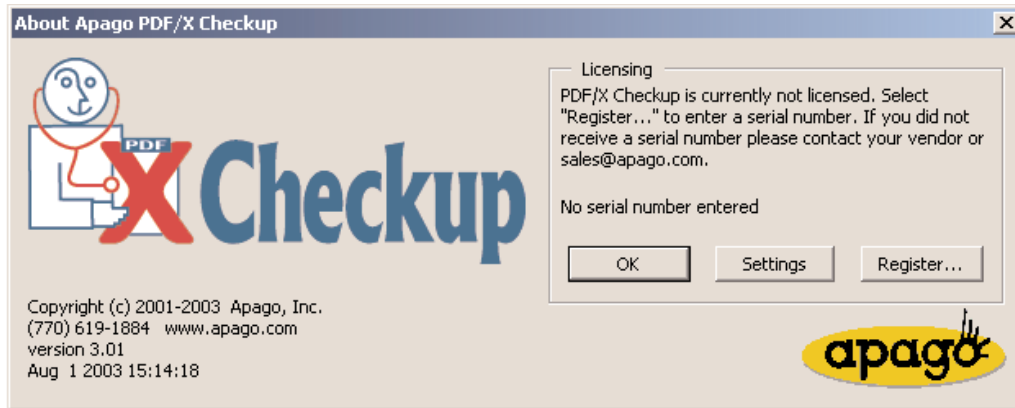 About Apago PDF/X Checkup
PDF
X Checkup
Licensing
PDF/X Checkup is currently not licensed. Select
"Register..." to enter a serial number. If you did not
receive a serial number please contact your vendor or
sales@apago.com.
No serial number entered
OK
Settings
Register...
Copyright (c) 2001-2003  Apago, Inc.
(770) 619-1884   www.apago.com
version 3.01
Aug  1 2003 15:14:18
apago